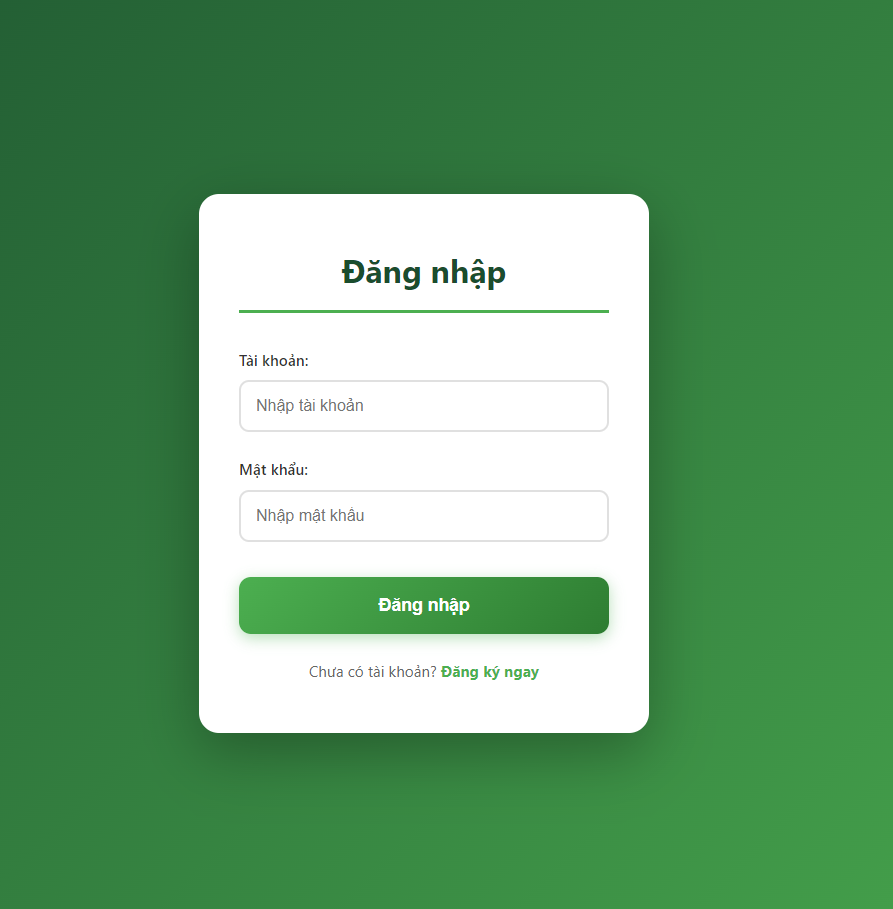 Đăng nhập
Tài khoản:
Nhập tài khoản
Mật khẩu:
Nhập mật khẩu
Đăng nhập
Chưa có tài khoản? Đăng ký ngay